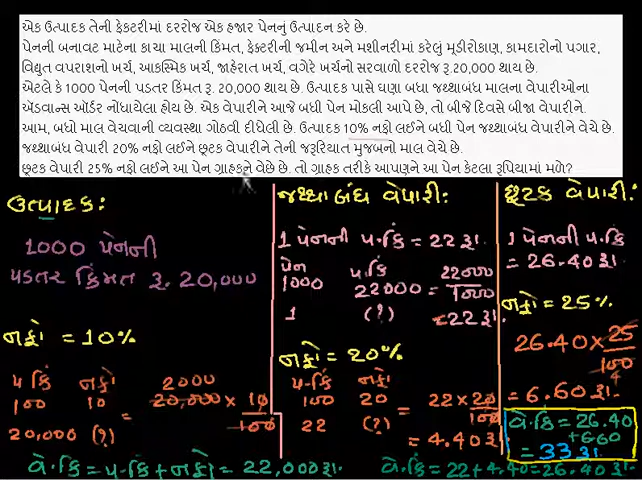 એક ઉત્પાદક તેની ફેકટરીમાં દરરોજ એક હજાર પેનનું ઉત્પાદન કરે છે.
પેનની બનાવટ માટેના કાચા માલની કિંમત, ફેક્ટરીની જમીન અને મશીનરીમાં કરેલું મૂડીરોકાણ, કામદારોનો પગાર,
વિદ્યુત વપરાશનો ખર્ચ, આકસ્મિક ખર્ચ, જાહેરાત ખર્ચ, વગેરે ખર્ચનો સરવાળો દરરોજ રૂ.20,000 થાય છે.
એટલે કે 1000 પેનની પડતર કિંમત રૂ. 20,000 થાય છે. ઉત્પાદક પાસે ઘણા બધા જથ્થાબંધ માલના વેપારીઓના
ઍડવાન્સ ઑર્ડર નોંધાયેલા હોય છે. એક વેપારીને આજે બધી પેન મોકલી આપે છે, તો બીજે દિવસે બીજા વેપારીને.
આમ, બધો માલ વેચવાની વ્યવસ્થા ગોઠવી દીધેલી છે. ઉત્પાદક 10% નફો લઈને બધી પેન જથ્થાબંધ વેપારીને વેચે છે.
જથ્થાબંધ વેપારી 20% નફો લઈને છૂટક વેપારીને તેની જરૂરિયાત મુજબનો માલ વેચે છે.
છૂટક વેપારી 25% નફો લઈને આ પેન ગ્રાહકને વેછે છે. તો ગ્રાહક તરીકે આપણને આ પેન કેટલા રૂપિયામાં મળે?
ઉત્પાદક:
1000 પેનની
પડતર કિંમત રૂ. 20,000
નફો = 10%
પ.કિં નફો 2000
100 10 = 20,000 × 10/100
20,000 (?)
વે.કિં = પ.કિં + નફો = 22,000 રૂા.
જથ્થાબંધ વેપારી:
1 પેનની પ.કિં = 22 રૂા.
પેન પ.કિં
1000 22000 = 22000/1000
1 (?) = 22 રૂા.
નફો = 20%
પ.કિં નફો
100 20 = 22 × 20/100
22 (?) = 4.40 રૂા
વે.કિં = 22 + 4.40 = 26.40 રૂા.
છૂટક વેપારી:
1 પેનની પ.કિં
= 26.40 રૂા.
નફો = 25%
26.40 × 25/100
4
= 6.60 રૂા.
વે.કિં = 26.40
+ 6.60
= 33 રૂા.